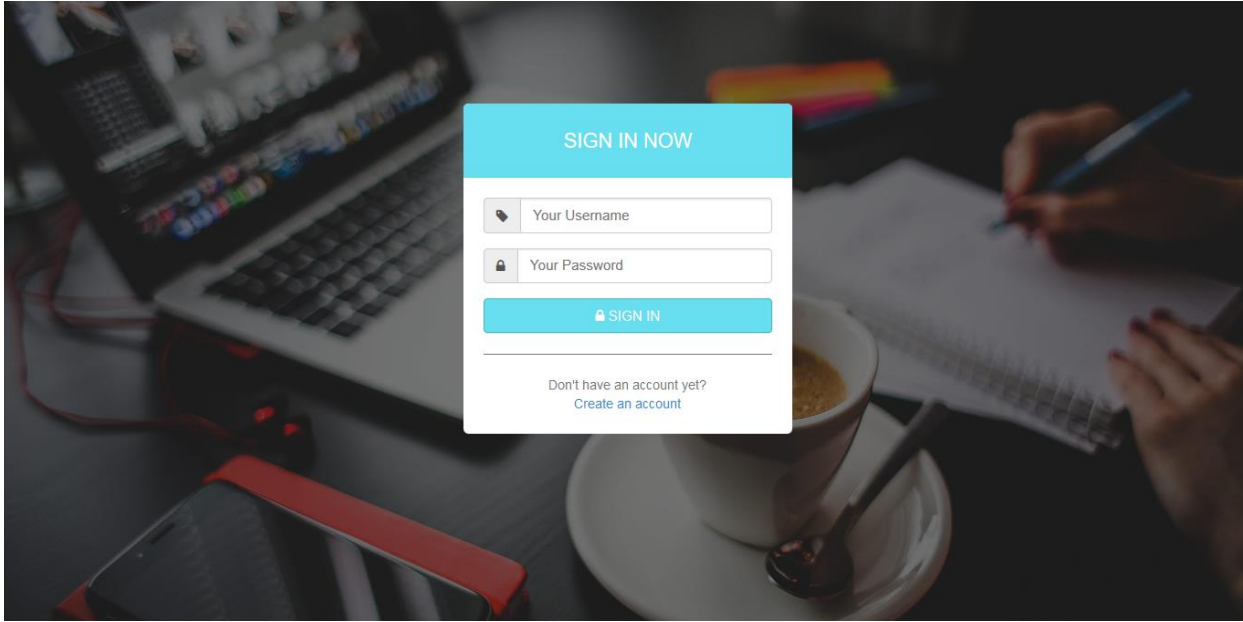 SIGN IN NOW
Your Username
Your Password
SIGN IN
Don't have an account yet?
Create an account